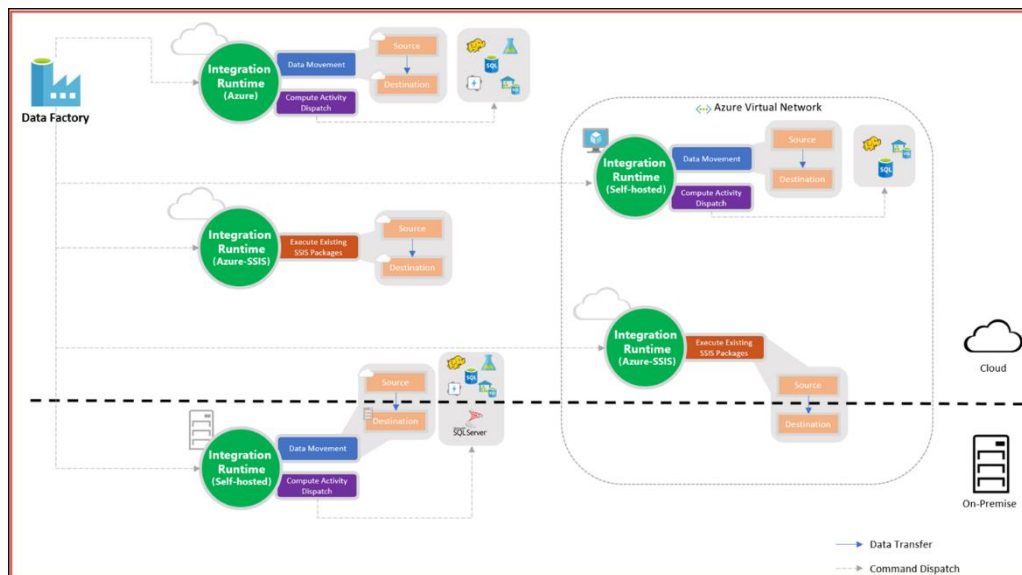 Data Factory
Integration
Runtime
(Azure)
Data Movement
Compute Activity
Dispatch
Source
Destination
SQL
Azure Virtual Network
Integration
Runtime
(Self-hosted)
Data Movement
Compute Activity
Dispatch
Source
Destination
SQL
Integration
Runtime
(Azure-SSIS)
Execute Existing
SSIS Packages
Source
Destination
Integration
Runtime
(Azure-SSIS)
Execute Existing
SSIS Packages
Source
Destination
Cloud
Integration
Runtime
(Self-hosted)
Data Movement
Compute Activity
Dispatch
Source
Destination
SQL
SQL Server
On-Premise
Data Transfer
Command Dispatch